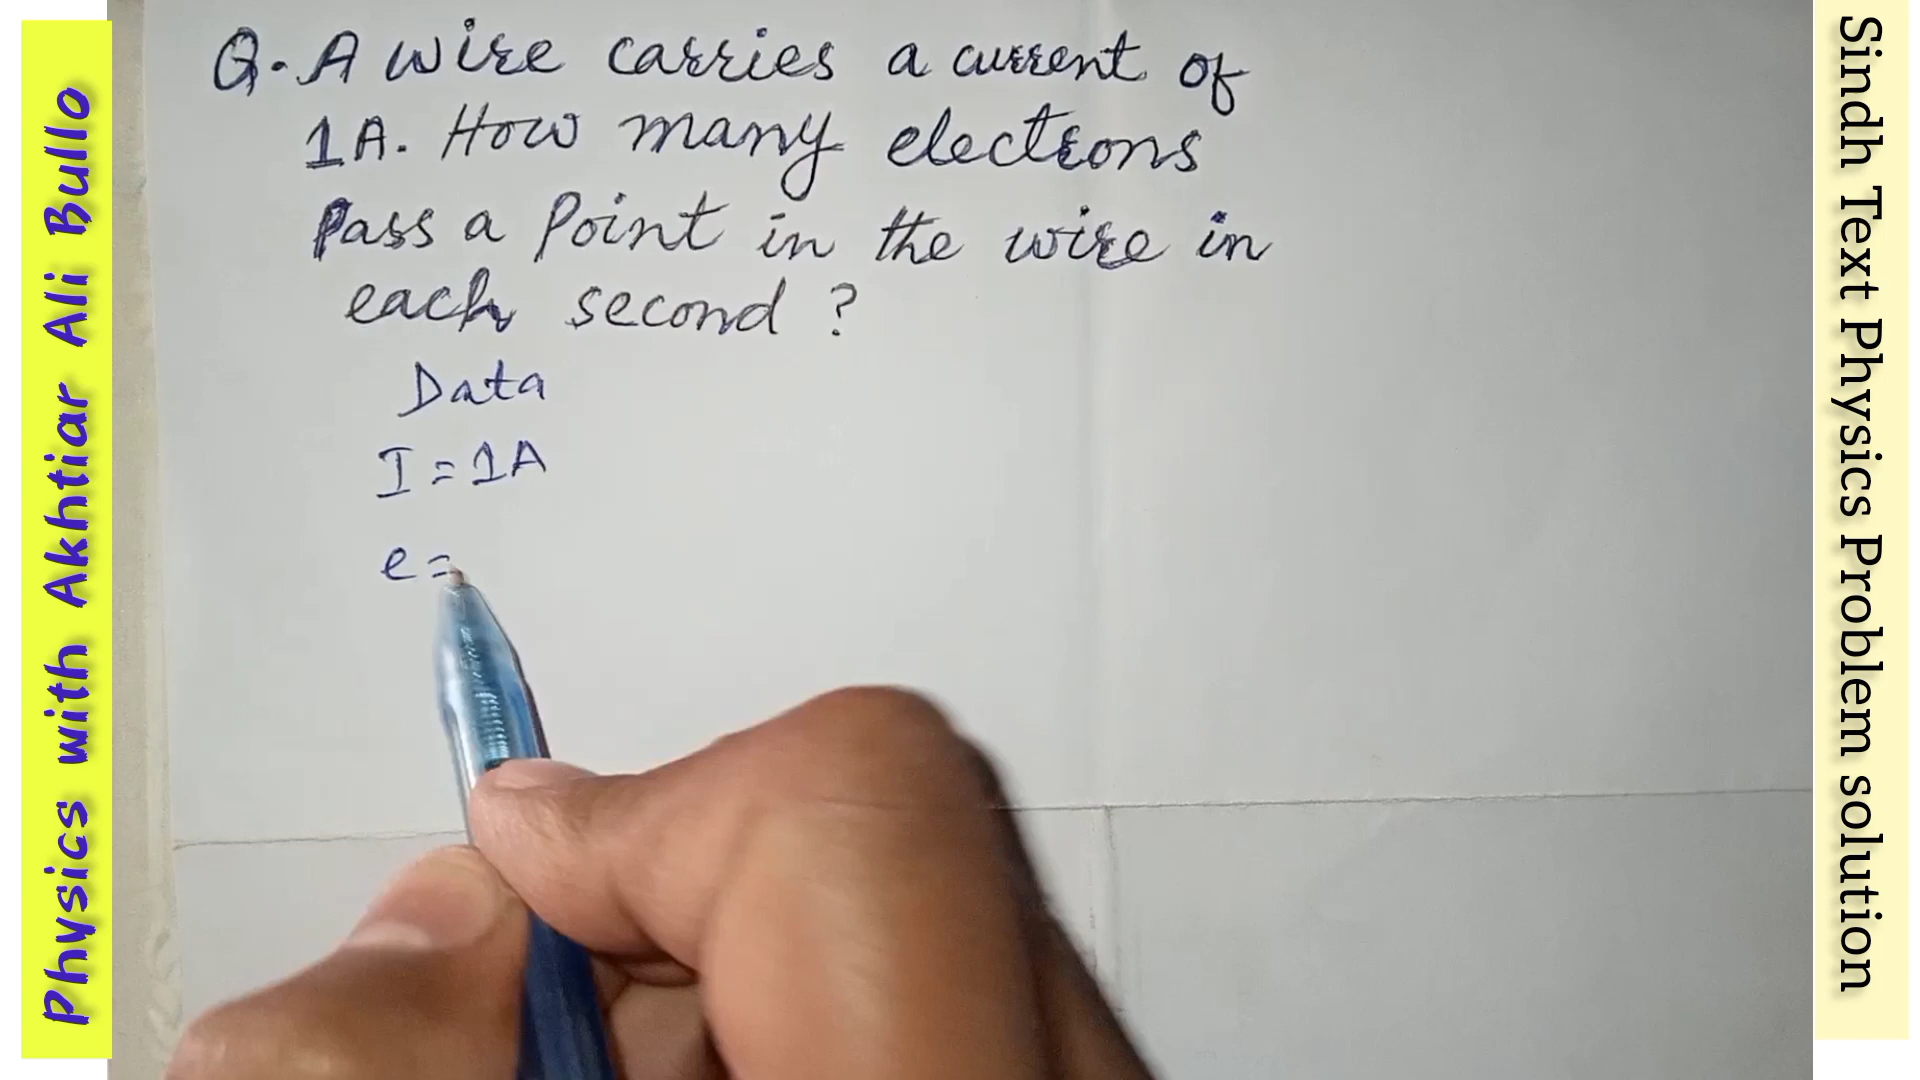 Physics with Akhtiar Ali Bullo
Q. A wire carries a current of
1A. How many electrons
Pass a Point in the wire in
each second ?
Data
I = 1A
e =
Sindh Text Physics Problem solution